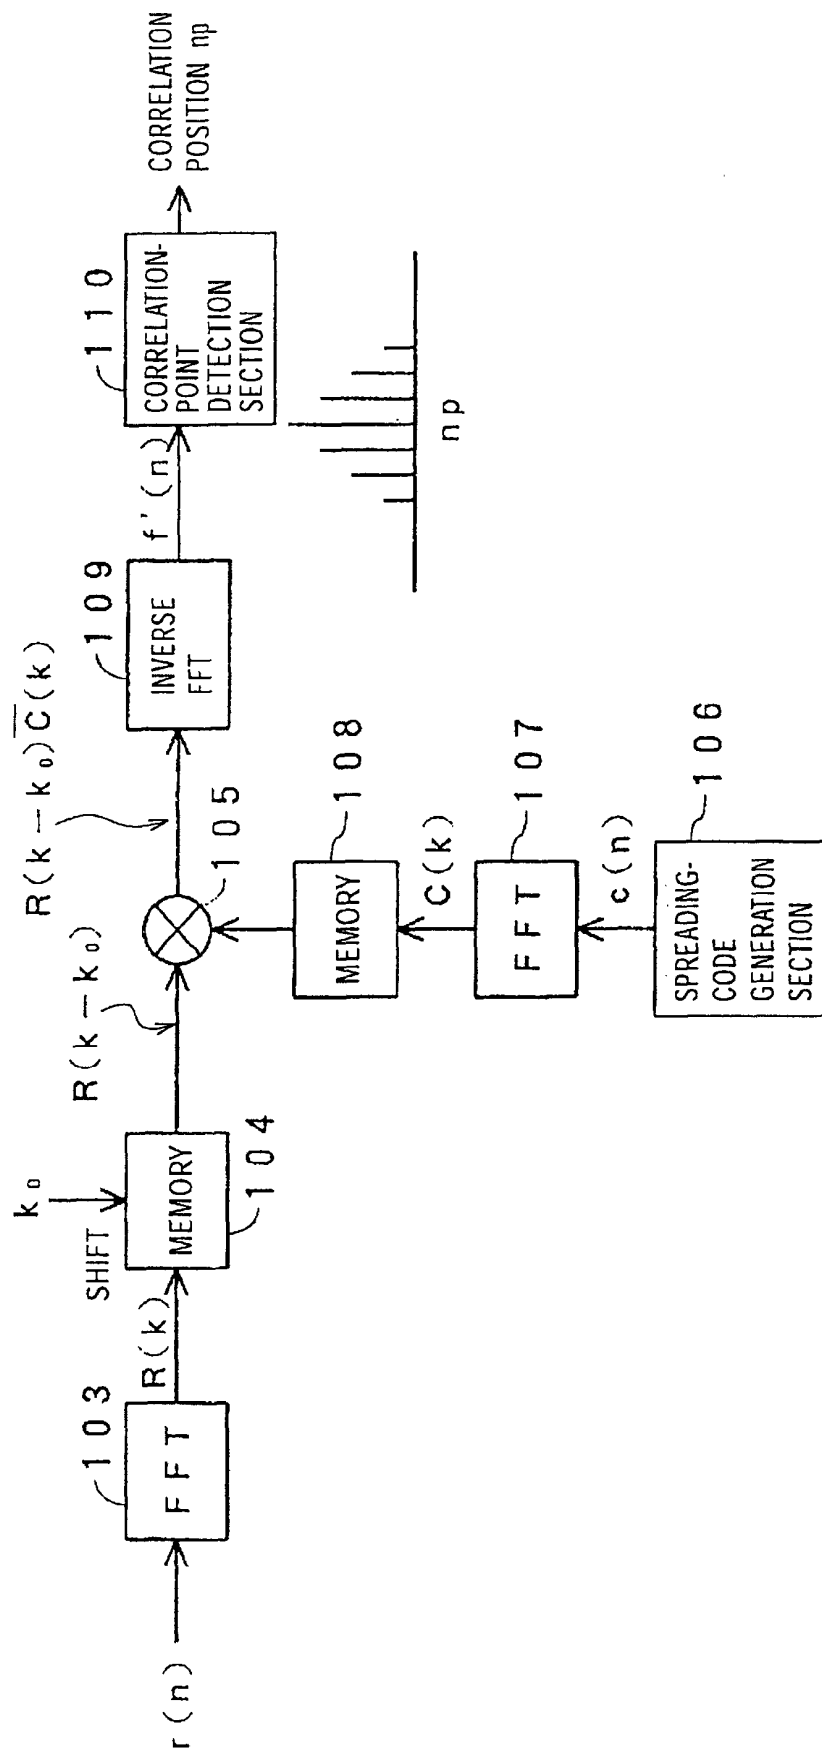 r(n)
103
FFT
R(k)
SHIFT
k₀
MEMORY
104
R(k−k₀)
R(k−k₀)C̅(k)
105
109
INVERSE
FFT
f'(n)
110
CORRELATION-
POINT
DETECTION
SECTION
CORRELATION
POSITION np
np
MEMORY
108
C(k)
FFT
107
c(n)
SPREADING-
CODE
GENERATION
SECTION
106